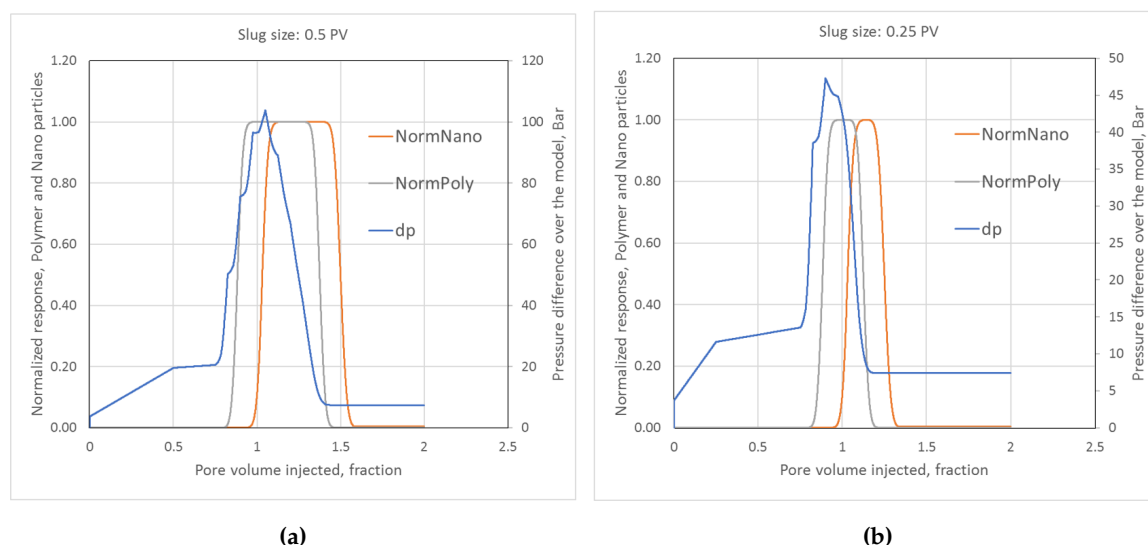 Slug size: 0.5 PV
1.20
1.00
0.80
0.60
0.40
0.20
0.00
Normalized response, Polymer and Nano particles
NormNano
NormPoly
dp
120
100
80
60
40
20
0
Pressure difference over the model, Bar
0
0.5
1
1.5
2
2.5
Pore volume injected, fraction
(a)
Slug size: 0.25 PV
1.20
1.00
0.80
0.60
0.40
0.20
0.00
Normalized response, Polymer and Nano particles
NormNano
NormPoly
dp
50
45
40
35
30
25
20
15
10
5
0
Pressure difference over the model, Bar
0
0.5
1
1.5
2
2.5
Pore volume injected, fraction
(b)